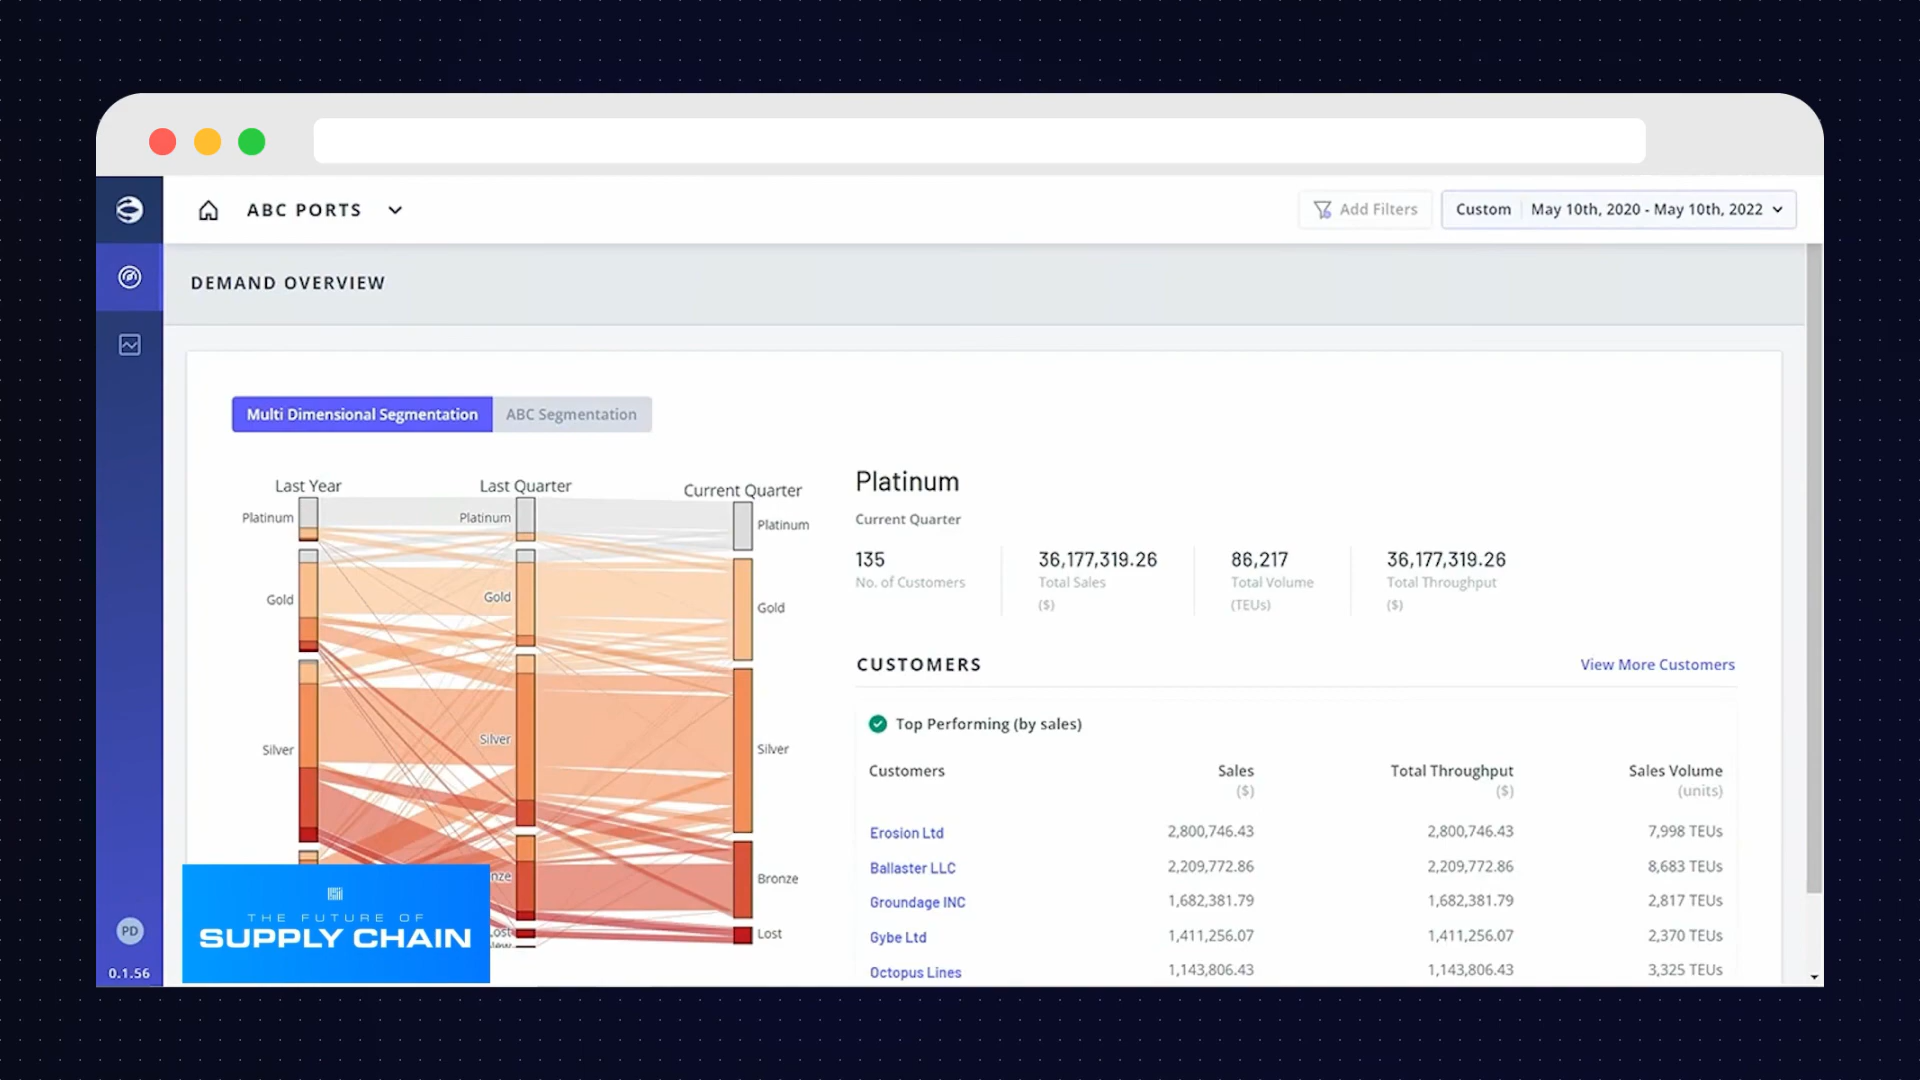 ABC PORTS
Add Filters
Custom May 10th, 2020 - May 10th, 2022
DEMAND OVERVIEW
Multi Dimensional Segmentation ABC Segmentation
Last Year Last Quarter Current Quarter
Platinum Platinum Platinum
Gold Gold Gold
Silver Silver Silver
Bronze
Lost
Platinum
Current Quarter
135 36,177,319.26 86,217 36,177,319.26
No. of Customers Total Sales Total Volume Total Throughput
($) (TEUs) ($)
CUSTOMERS View More Customers
Top Performing (by sales)
Customers Sales Total Throughput Sales Volume
($) ($) (units)
Erosion Ltd 2,800,746.43 2,800,746.43 7,998 TEUs
Ballaster LLC 2,209,772.86 2,209,772.86 8,683 TEUs
Groundage INC 1,682,381.79 1,682,381.79 2,817 TEUs
Gybe Ltd 1,411,256.07 1,411,256.07 2,370 TEUs
Octopus Lines 1,143,806.43 1,143,806.43 3,325 TEUs
PD
0.1.56
THE FUTURE OF
SUPPLY CHAIN